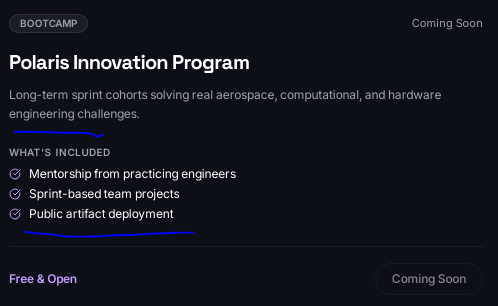 BOOTCAMP
Coming Soon
Polaris Innovation Program
Long-term sprint cohorts solving real aerospace, computational, and hardware
engineering challenges.
WHAT'S INCLUDED
Mentorship from practicing engineers
Sprint-based team projects
Public artifact deployment
Free & Open
Coming Soon